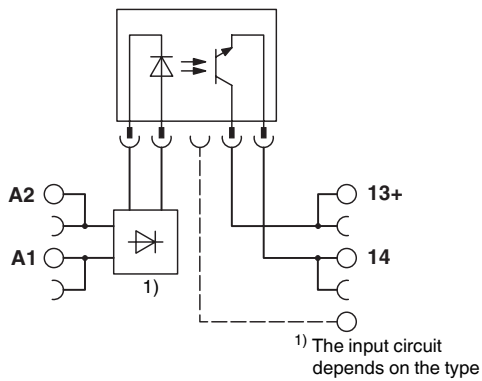 A2
13+
A1
14
1)
1) The input circuit
depends on the type